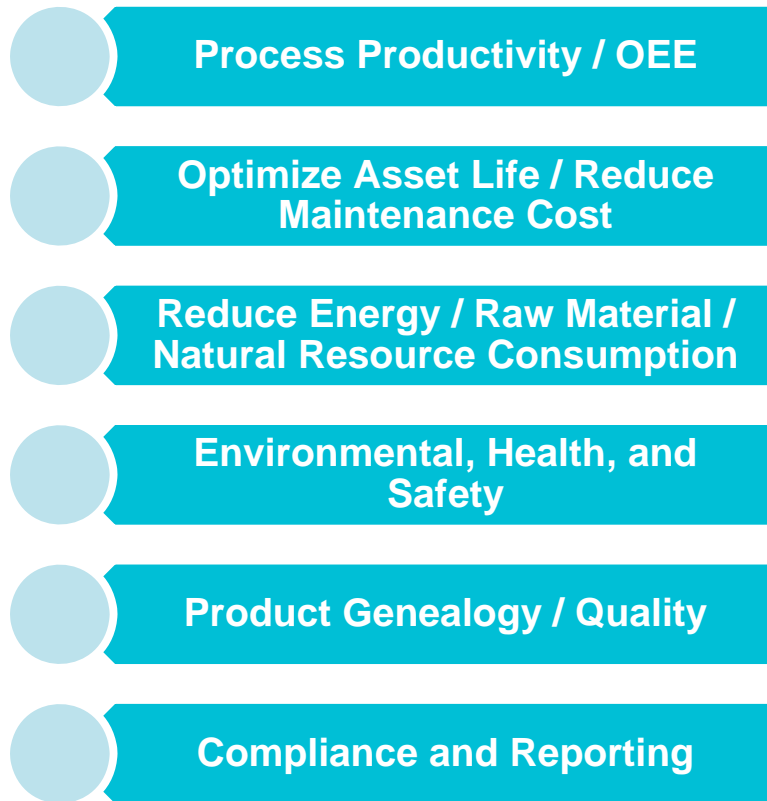 Process Productivity / OEE
Optimize Asset Life / Reduce
Maintenance Cost
Reduce Energy / Raw Material /
Natural Resource Consumption
Environmental, Health, and
Safety
Product Genealogy / Quality
Compliance and Reporting